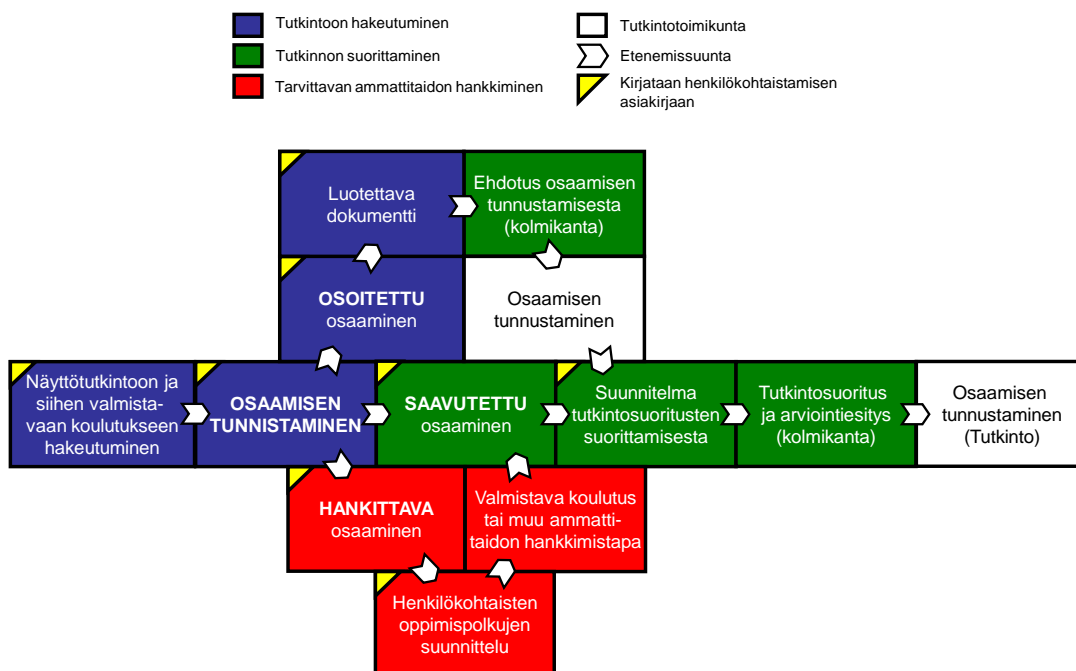 Tutkintoon hakeutuminen
Tutkinnon suorittaminen
Tarvittavan ammattitaidon hankkiminen
Tutkintotoimikunta
Etenemissuunta
Kirjataan henkilökohtaistamisen
asiakirjaan
Luotettava
dokumentti
Ehdotus osaamisen
tunnustamisesta
(kolmikanta)
OSOITETTU
osaaminen
Osaamisen
tunnustaminen
Näyttötutkintoon ja
siihen valmista-
vaan koulutukseen
hakeutuminen
OSAAMISEN
TUNNISTAMINEN
SAAVUTETTU
osaaminen
Suunnitelma
tutkintosuoritusten
suorittamisesta
Tutkintosuoritus
ja arviointiesitys
(kolmikanta)
Osaamisen
tunnustaminen
(Tutkinto)
HANKITTAVA
osaaminen
Valmistava koulutus
tai muu ammatti-
taidon hankkimistapa
Henkilökohtaisten
oppimispolkujen
suunnittelu